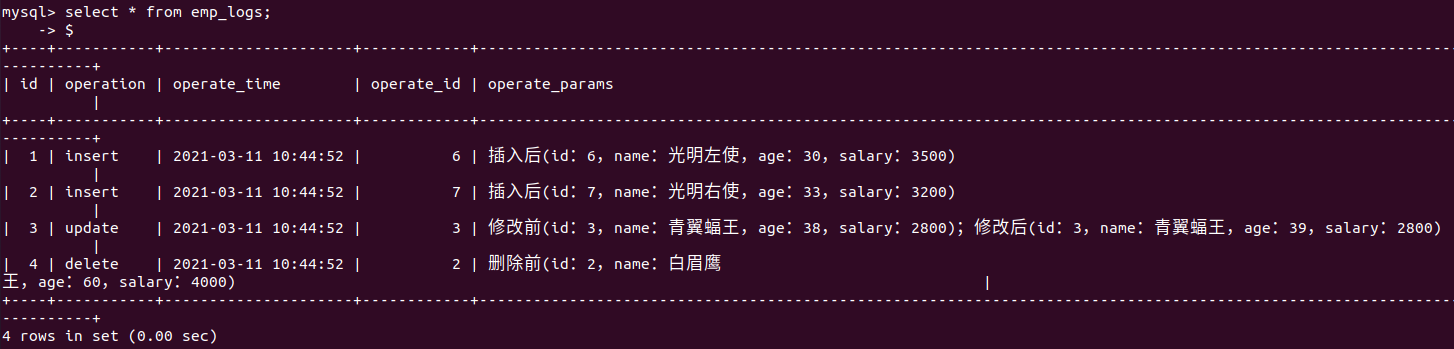 mysql> select * from emp_logs;
    -> $
+----+-----------+---------------------+------------+-----------------------------------------------------------------------------------------------------------
----------+
| id | operation | operate_time        | operate_id | operate_params
          |
+----+-----------+---------------------+------------+-----------------------------------------------------------------------------------------------------------
----------+
|  1 | insert    | 2021-03-11 10:44:52 |          6 | 插入后(id：6，name：光明左使，age：30，salary：3500)
          |
|  2 | insert    | 2021-03-11 10:44:52 |          7 | 插入后(id：7，name：光明右使，age：33，salary：3200)
          |
|  3 | update    | 2021-03-11 10:44:52 |          3 | 修改前(id：3，name：青翼蝠王，age：38，salary：2800)；修改后(id：3，name：青翼蝠王，age：39，salary：2800)
          |
|  4 | delete    | 2021-03-11 10:44:52 |          2 | 删除前(id：2，name：白眉鹰
王，age：60，salary：4000)                                                                                   |
+----+-----------+---------------------+------------+-----------------------------------------------------------------------------------------------------------
----------+
4 rows in set (0.00 sec)